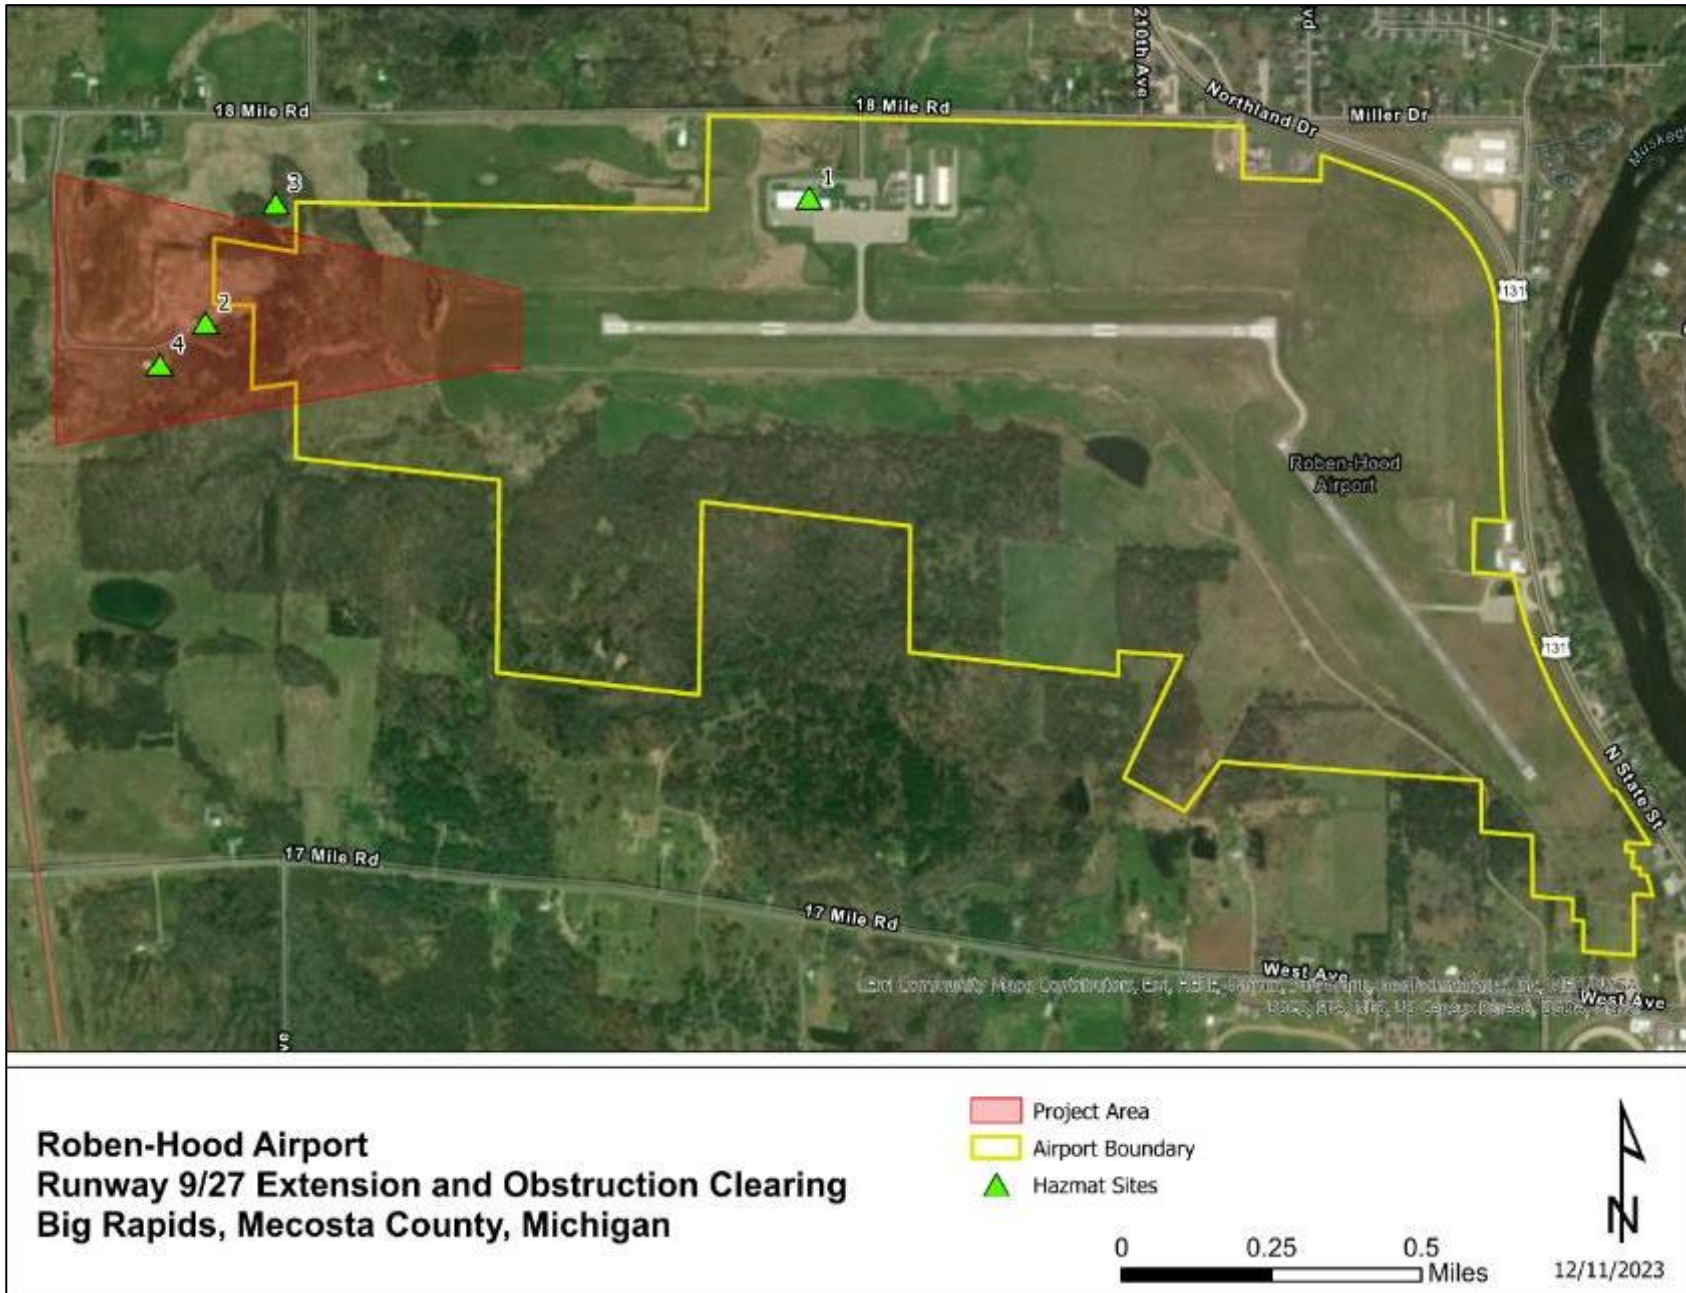 210th Ave
vd
18 Mile Rd
18 Mile Rd
Northland Dr
Miller Dr
3
1
2
4
131
Roben-Hood
Airport
131
N State St
17 Mile Rd
17 Mile Rd
West Ave
West Ave
ve
Roben-Hood Airport
Runway 9/27 Extension and Obstruction Clearing
Big Rapids, Mecosta County, Michigan
Project Area
Airport Boundary
Hazmat Sites
0 0.25 0.5
Miles
N
12/11/2023